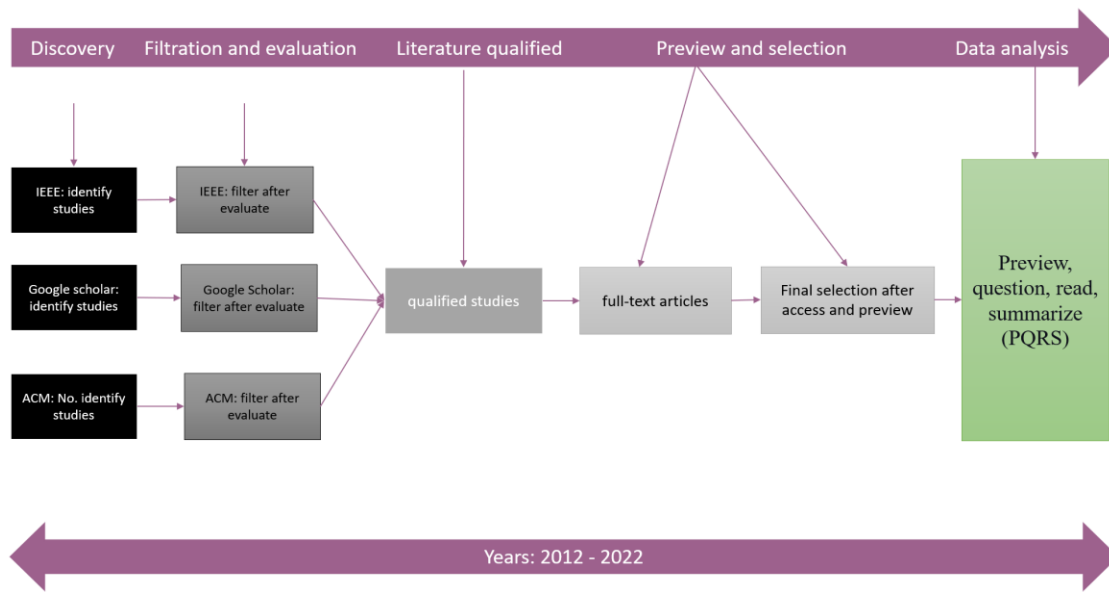 Discovery
Filtration and evaluation
Literature qualified
Preview and selection
Data analysis
IEEE: identify
studies
IEEE: filter after
evaluate
Google scholar:
identify studies
Google Scholar:
filter after evaluate
qualified studies
full-text articles
Final selection after
access and preview
Preview,
question, read,
summarize
(PQRS)
ACM: No. identify
studies
ACM: filter after
evaluate
Years: 2012 - 2022